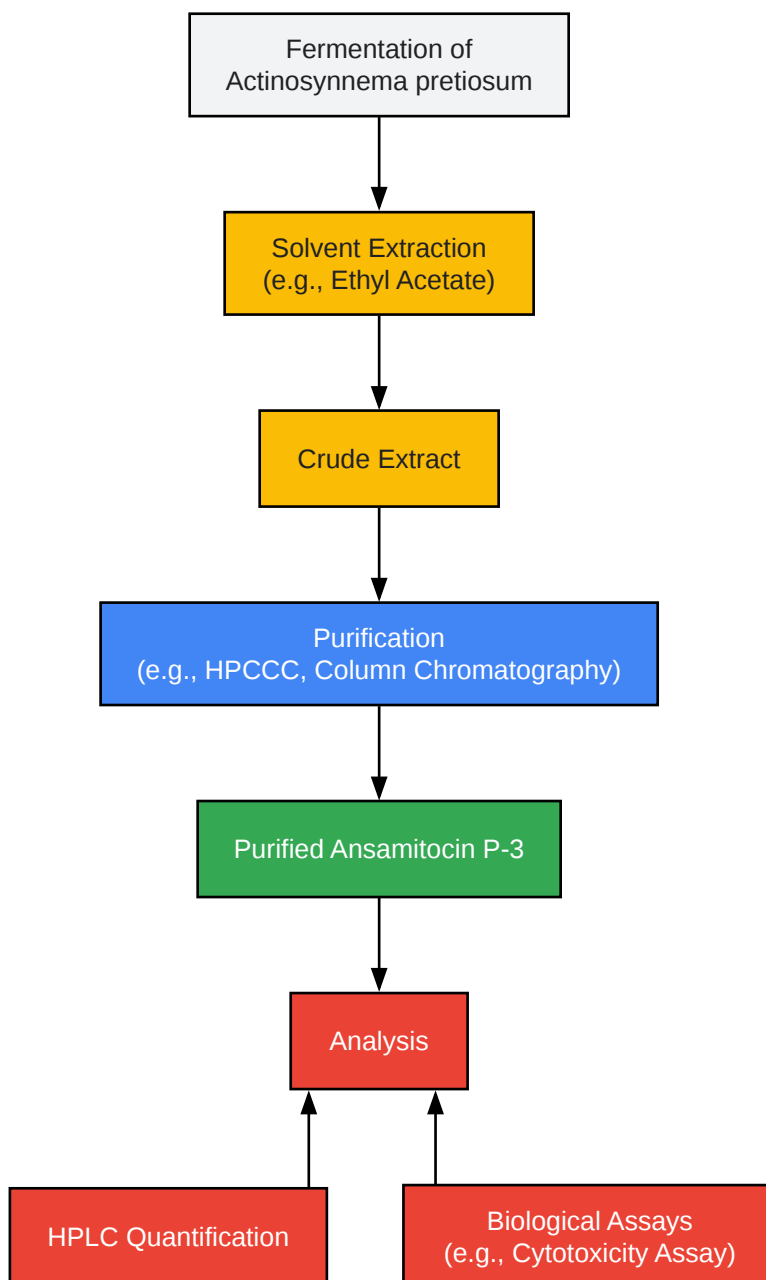 Fermentation of
Actinosynnema pretiosum
Solvent Extraction
(e.g., Ethyl Acetate)
Crude Extract
Purification
(e.g., HPCCC, Column Chromatography)
Purified Ansamitocin P-3
Analysis
HPLC Quantification
Biological Assays
(e.g., Cytotoxicity Assay)